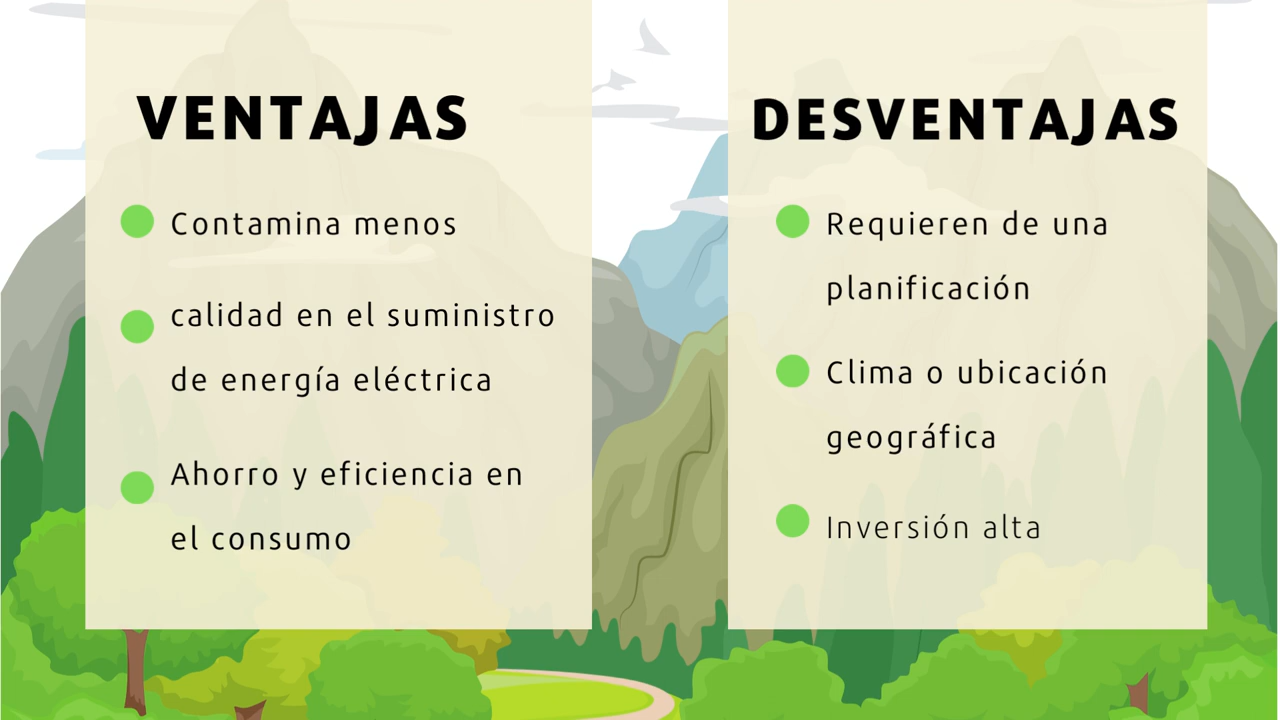 VENTAJAS
Contamina menos
calidad en el suministro
de energía eléctrica
Ahorro y eficiencia en
el consumo
DESVENTAJAS
Requieren de una
planificación
Clima o ubicación
geográfica
Inversión alta